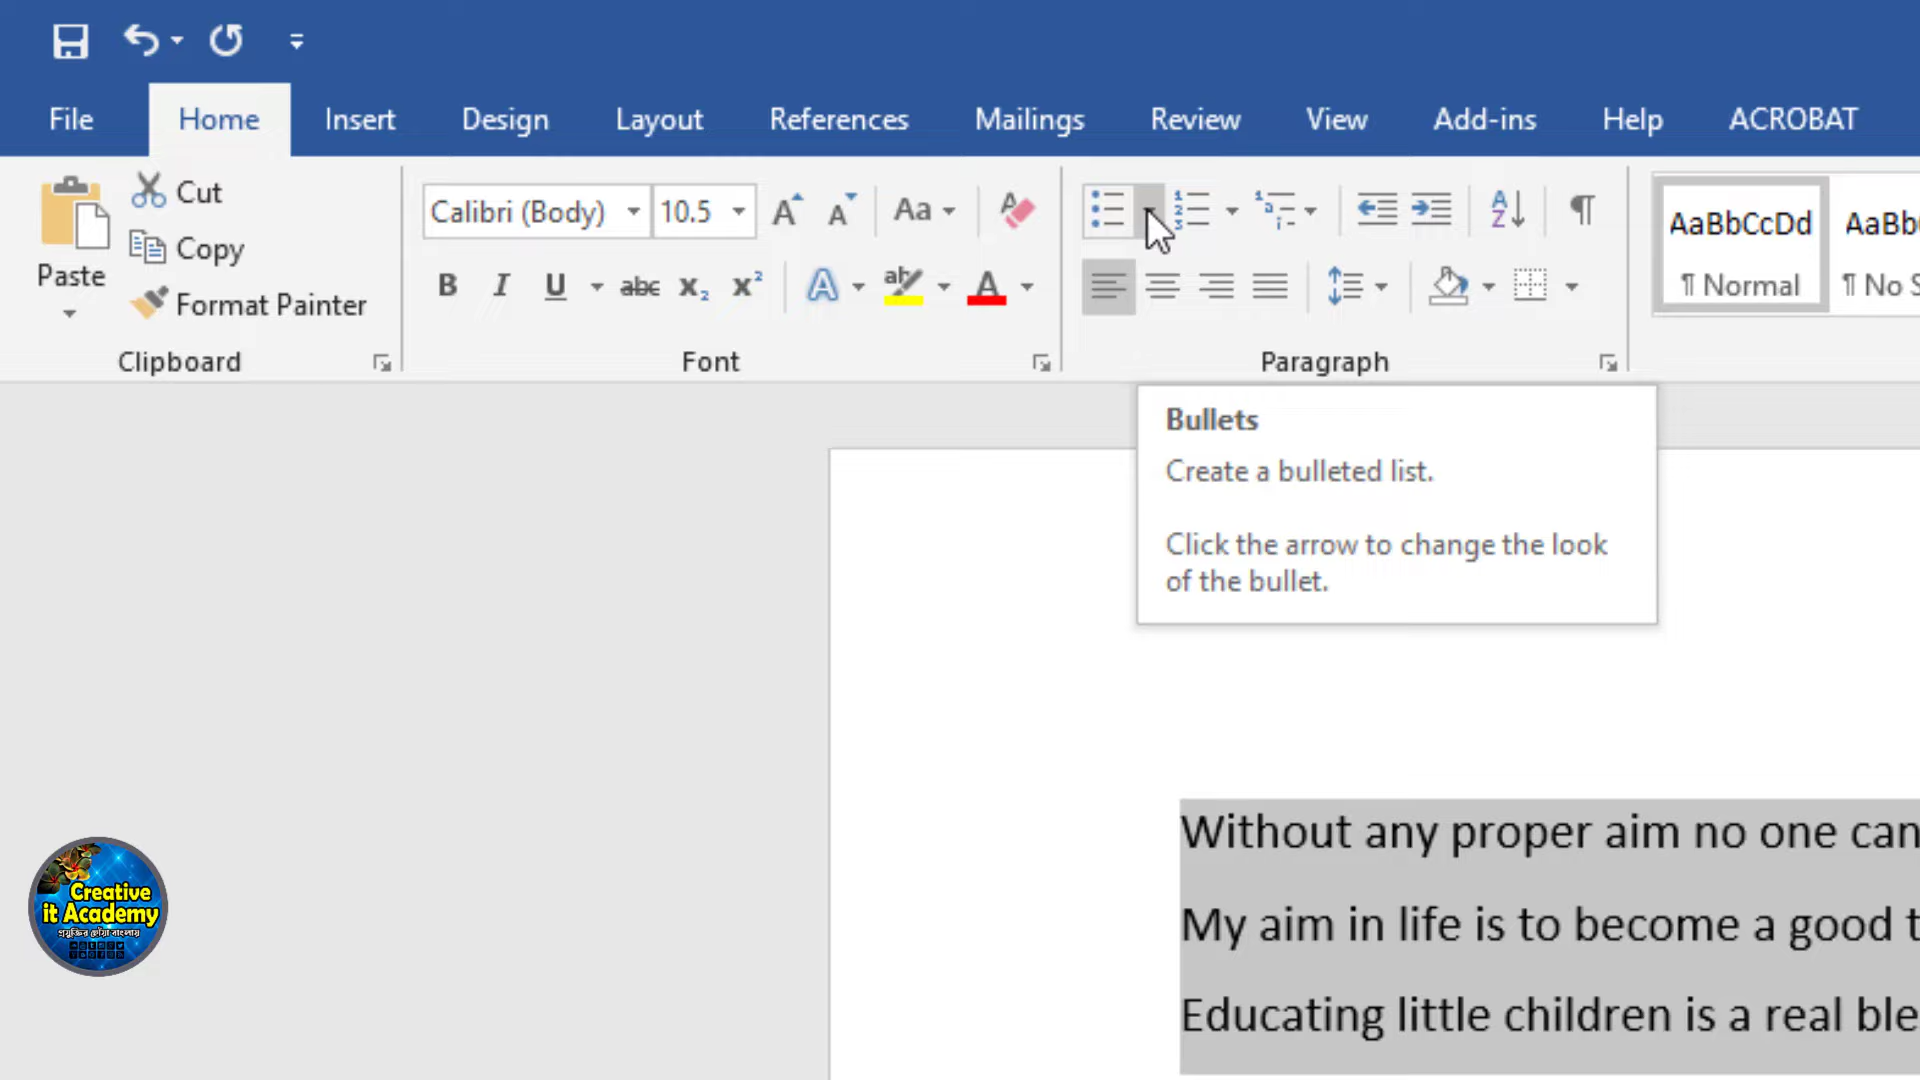 File Home Insert Design Layout References Mailings Review View Add-ins Help ACROBAT
Paste
Cut
Copy
Format Painter
Clipboard
Calibri (Body) 10.5 Aa
B I U abc X₂ X² A ab A
Font
Paragraph
AaBbCcDd AaBb
¶ Normal ¶ No S
Bullets
Create a bulleted list.
Click the arrow to change the look
of the bullet.
Without any proper aim no one can
My aim in life is to become a good t
Educating little children is a real ble
Creative
it Academy
প্রযুক্তির ছোঁয়া বাংলায়